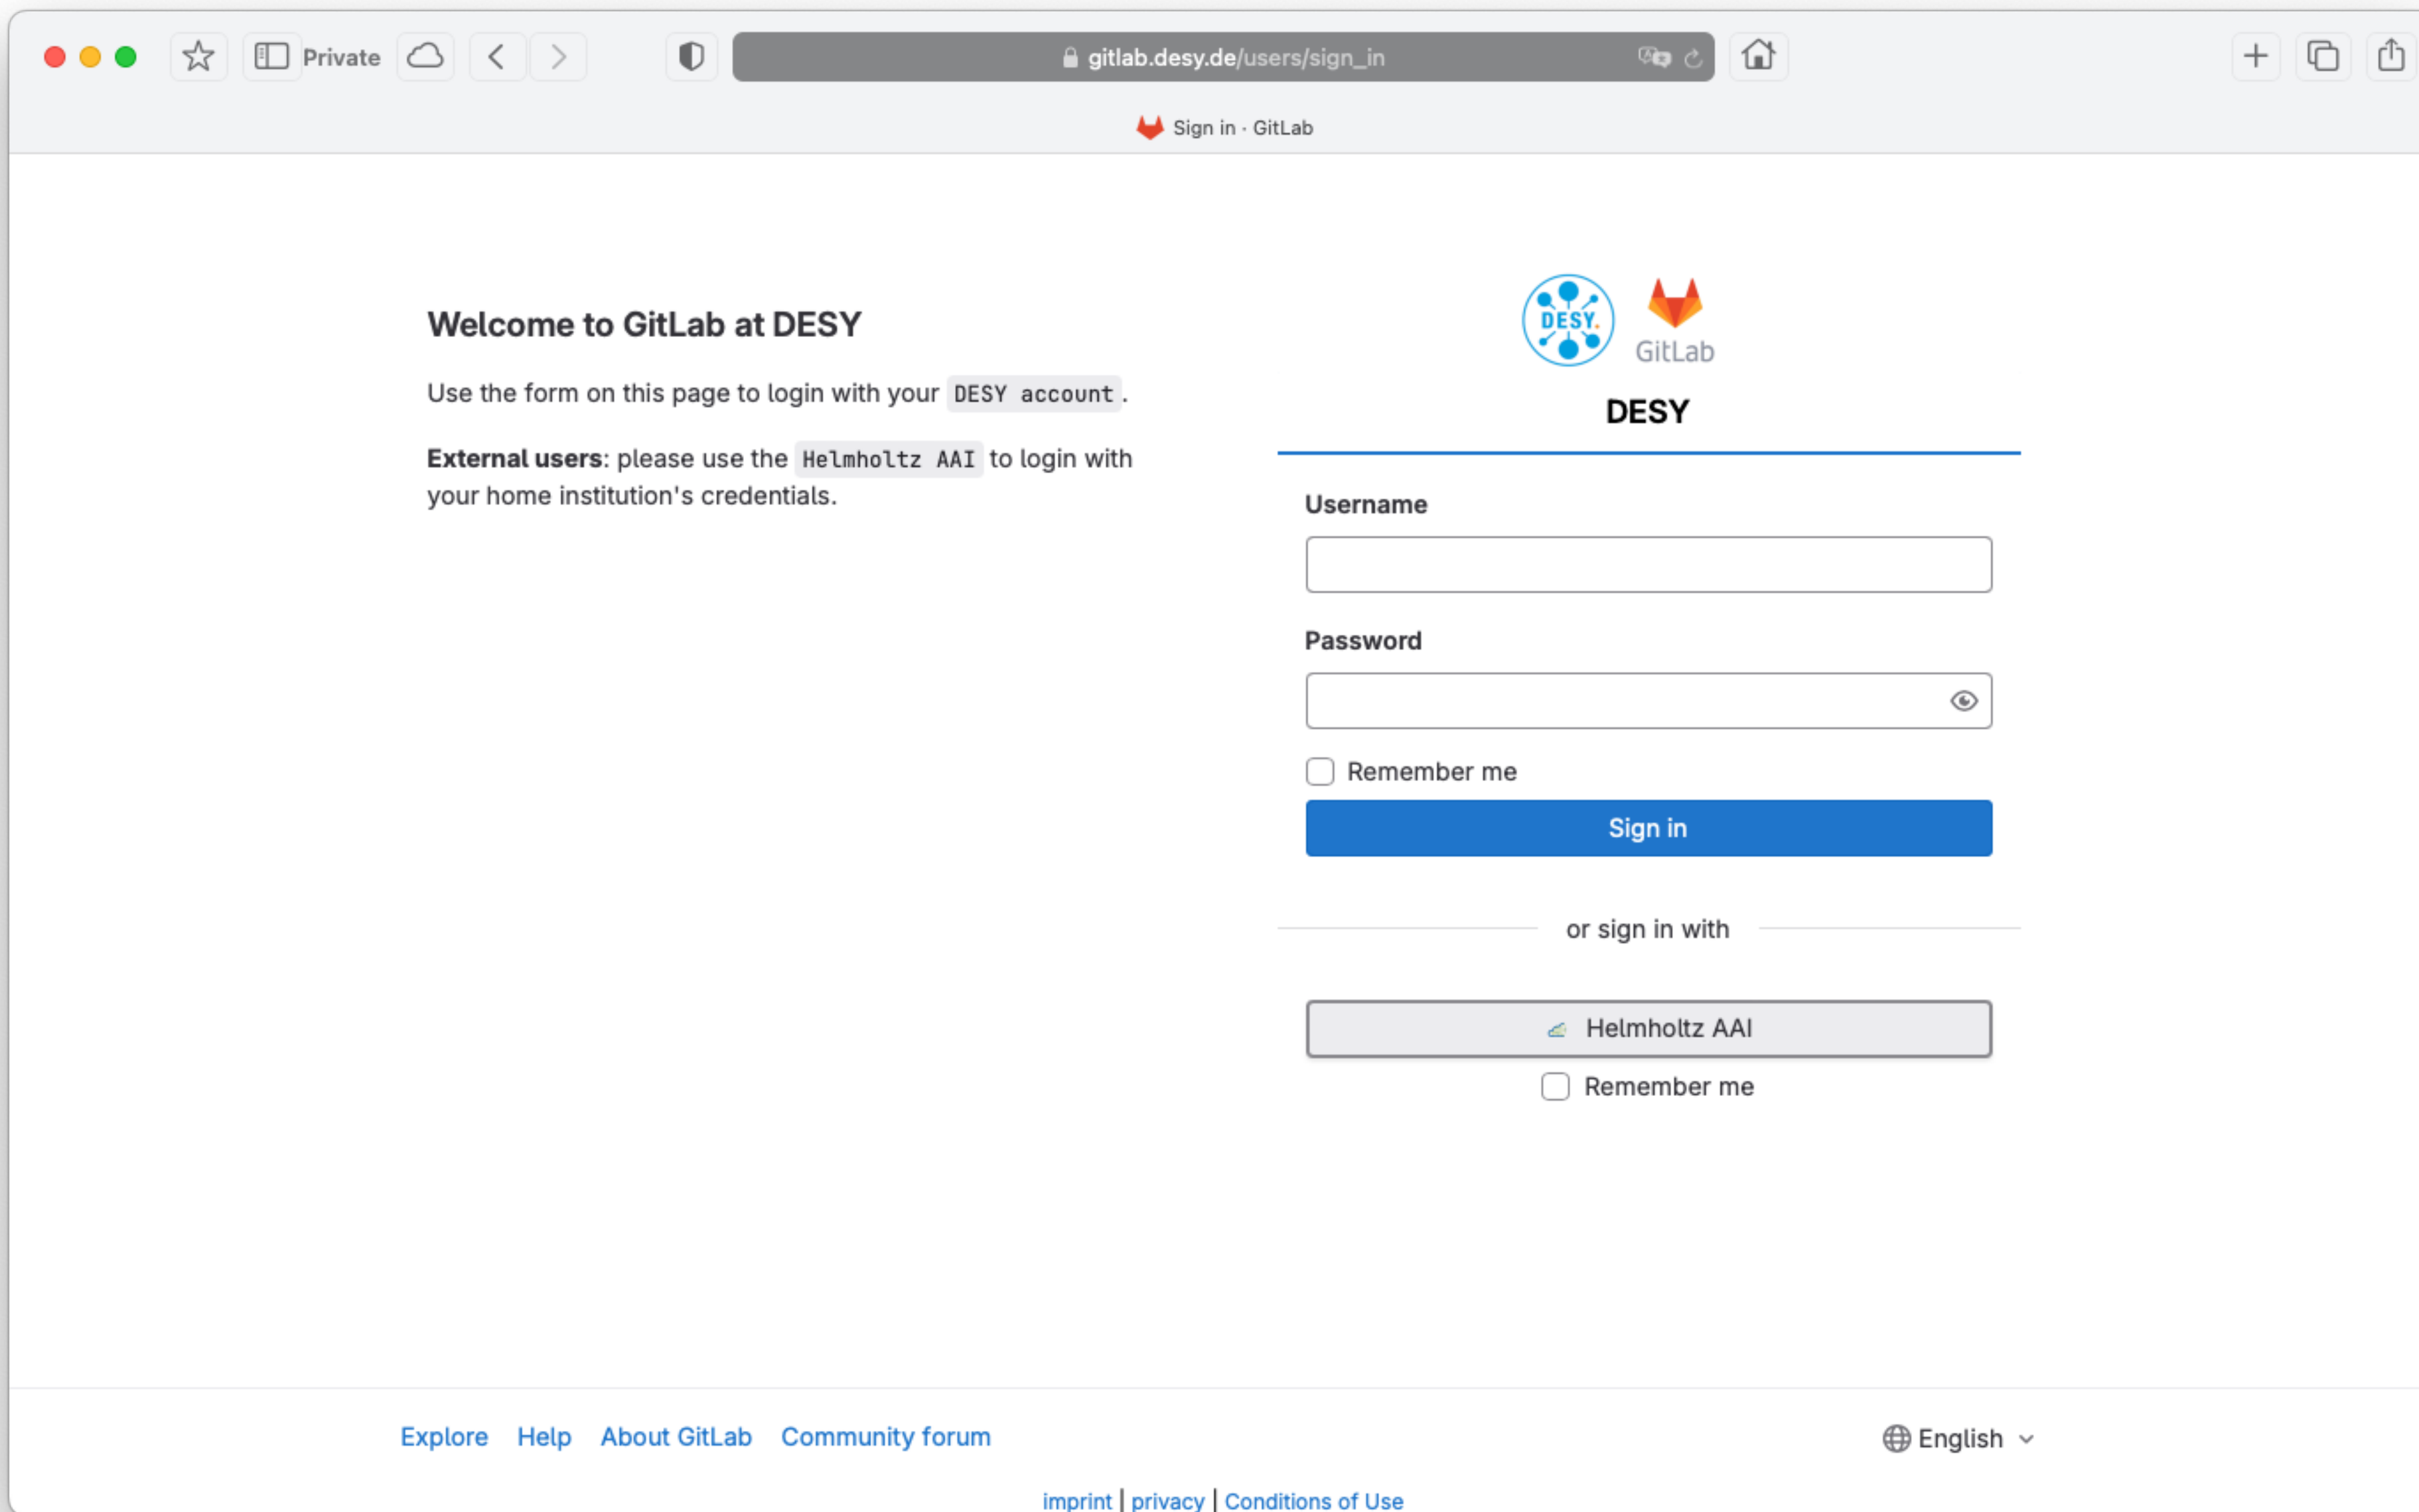 Private
gitlab.desy.de/users/sign_in
Sign in · GitLab
Welcome to GitLab at DESY
Use the form on this page to login with your DESY account.
External users: please use the Helmholtz AAI to login with
your home institution's credentials.
DESY.
GitLab
DESY
Username
Password
Remember me
Sign in
or sign in with
Helmholtz AAI
Remember me
Explore Help About GitLab Community forum
English
imprint | privacy | Conditions of Use